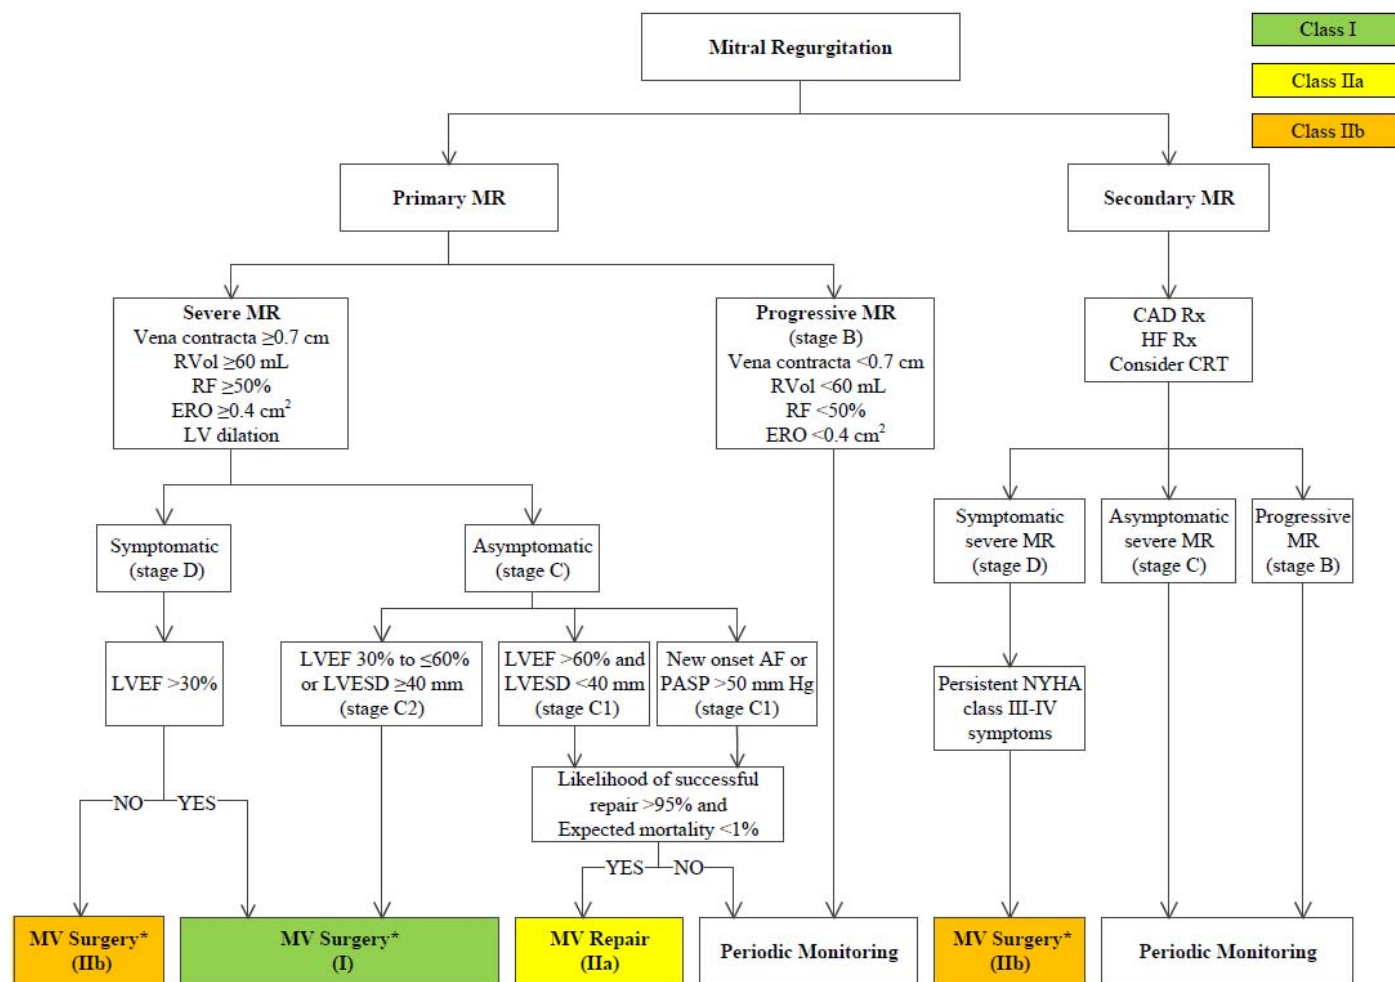 Mitral Regurgitation
Class I
Class IIa
Class IIb
Primary MR
Secondary MR
Severe MR
Vena contracta ≥0.7 cm
RVol ≥60 mL
RF ≥50%
ERO ≥0.4 cm²
LV dilation
Progressive MR
(stage B)
Vena contracta <0.7 cm
RVol <60 mL
RF <50%
ERO <0.4 cm²
CAD Rx
HF Rx
Consider CRT
Symptomatic
(stage D)
Asymptomatic
(stage C)
Symptomatic
severe MR
(stage D)
Asymptomatic
severe MR
(stage C)
Progressive
MR
(stage B)
LVEF >30%
LVEF 30% to ≤60%
or LVESD ≥40 mm
(stage C2)
LVEF >60% and
LVESD <40 mm
(stage C1)
New onset AF or
PASP >50 mm Hg
(stage C1)
Persistent NYHA
class III-IV
symptoms
NO
YES
Likelihood of successful
repair >95% and
Expected mortality <1%
YES
NO
MV Surgery*
(IIb)
MV Surgery*
(I)
MV Repair
(IIa)
Periodic Monitoring
MV Surgery*
(IIb)
Periodic Monitoring